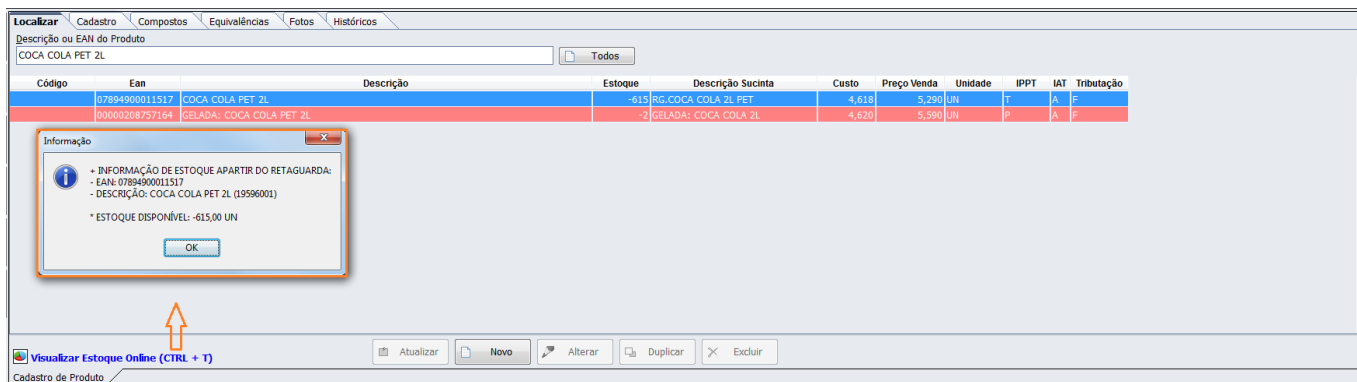 Localizar Cadastro Compostos Equivalências Fotos Históricos
Descrição ou EAN do Produto
COCA COLA PET 2L Todos
Código Ean Descrição Estoque Descrição Sucinta Custo Preço Venda Unidade IPPT IAT Tributação
07894900011517 COCA COLA PET 2L -615 RG.COCA COLA 2L PET 4,618 5,290 UN T A F
00000208757164 GELADA: COCA COLA PET 2L -2 GELADA: COCA COLA 2L 4,620 5,590 UN P A F
Informação
+ INFORMAÇÃO DE ESTOQUE APARTIR DO RETAGUARDA:
- EAN: 07894900011517
- DESCRIÇÃO: COCA COLA PET 2L (19596001)
* ESTOQUE DISPONÍVEL: -615,00 UN
OK
Visualizar Estoque Online (CTRL + T) Atualizar Novo Alterar Duplicar Excluir
Cadastro de Produto